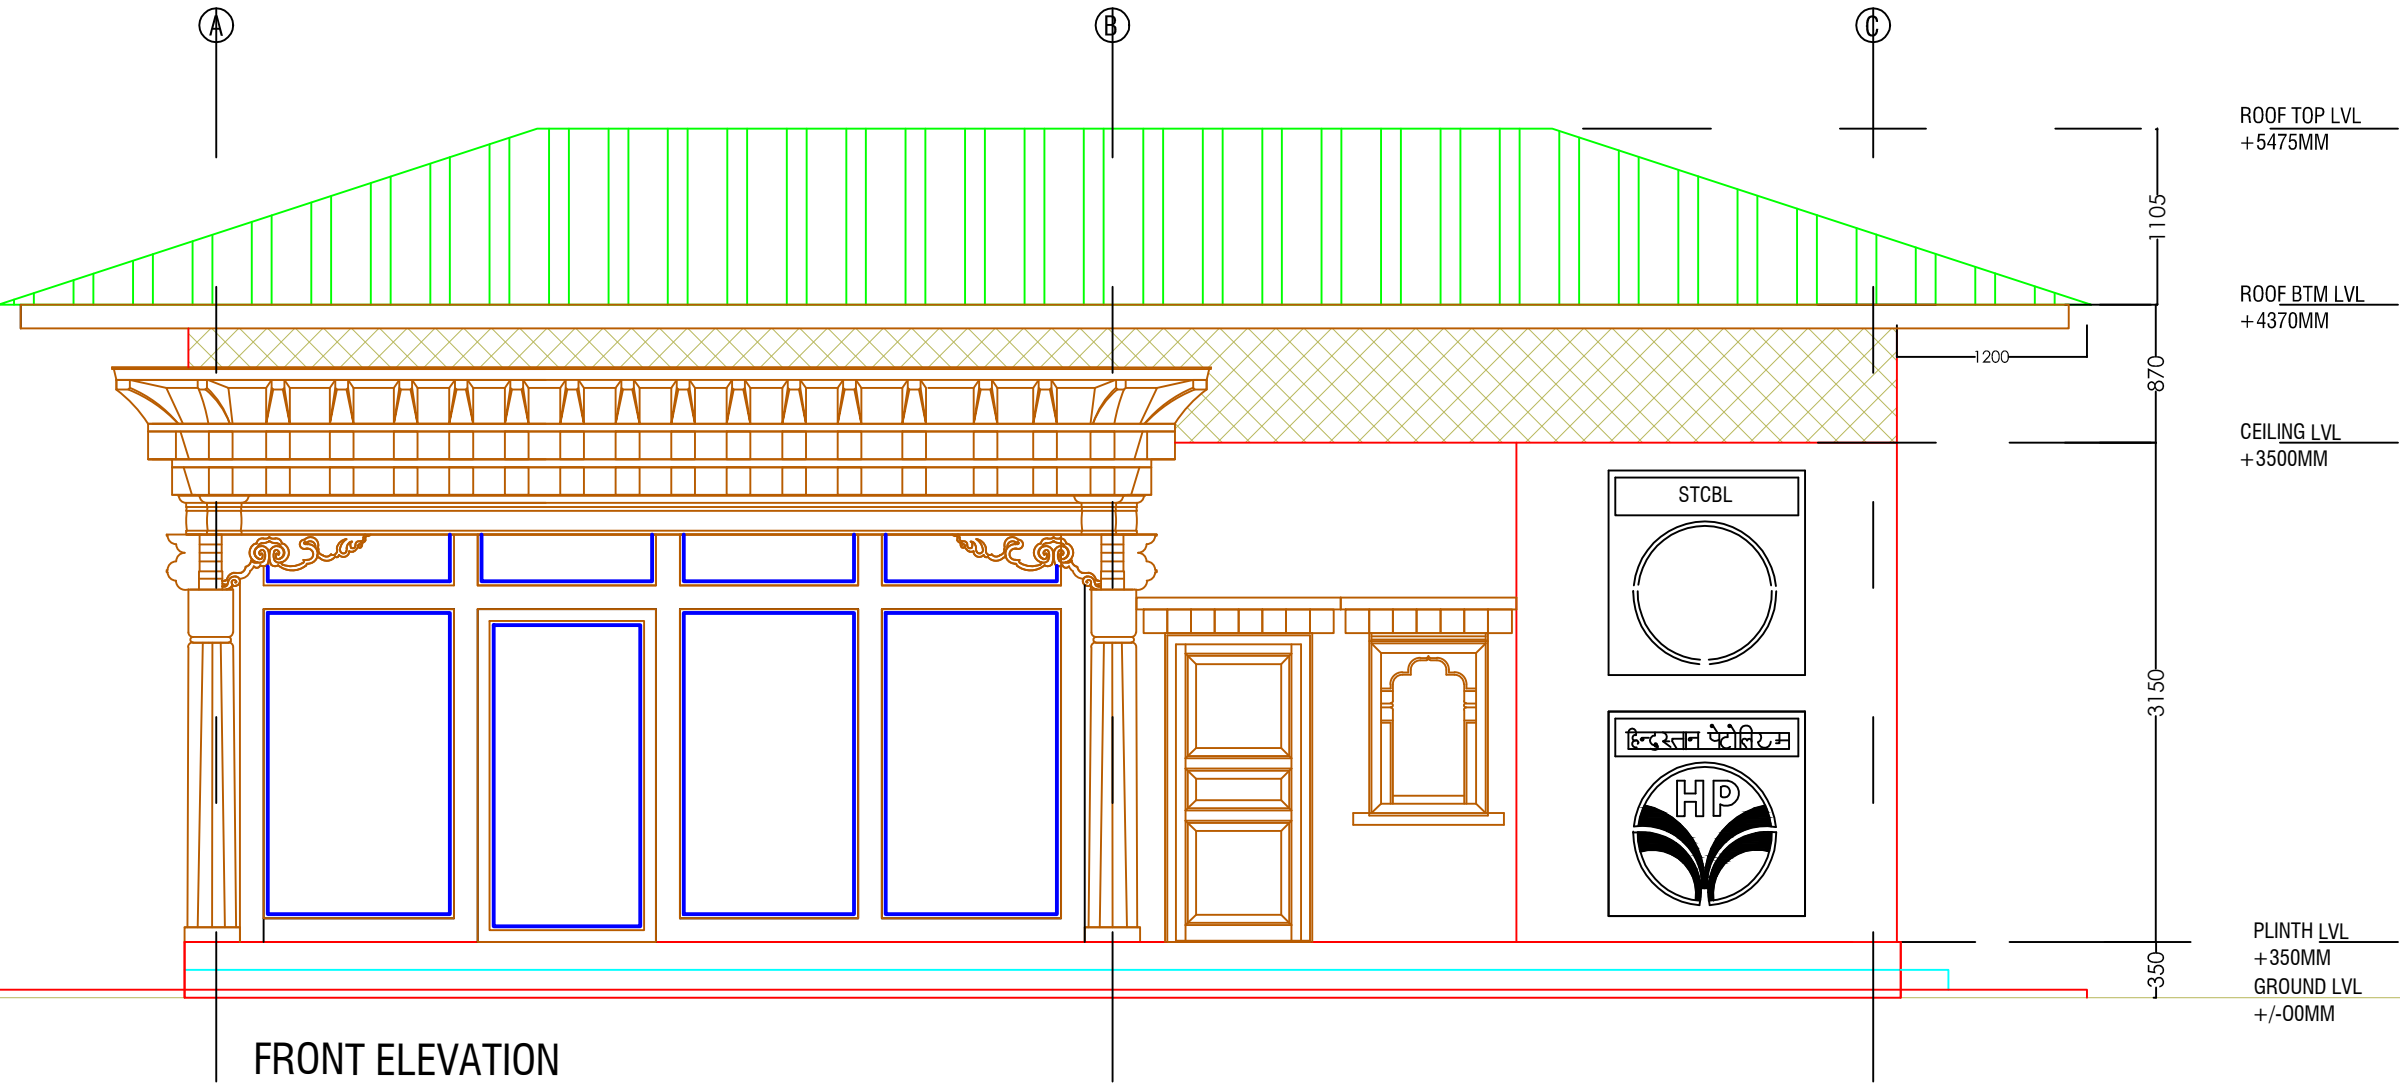 A
B
C
ROOF TOP LVL
+5475MM
1105
ROOF BTM LVL
+4370MM
1200
870
CEILING LVL
+3500MM
STCBL
3150
हिन्दुस्तान पेट्रोलियम
HP
PLINTH LVL
+350MM
350
GROUND LVL
+/-00MM
FRONT ELEVATION